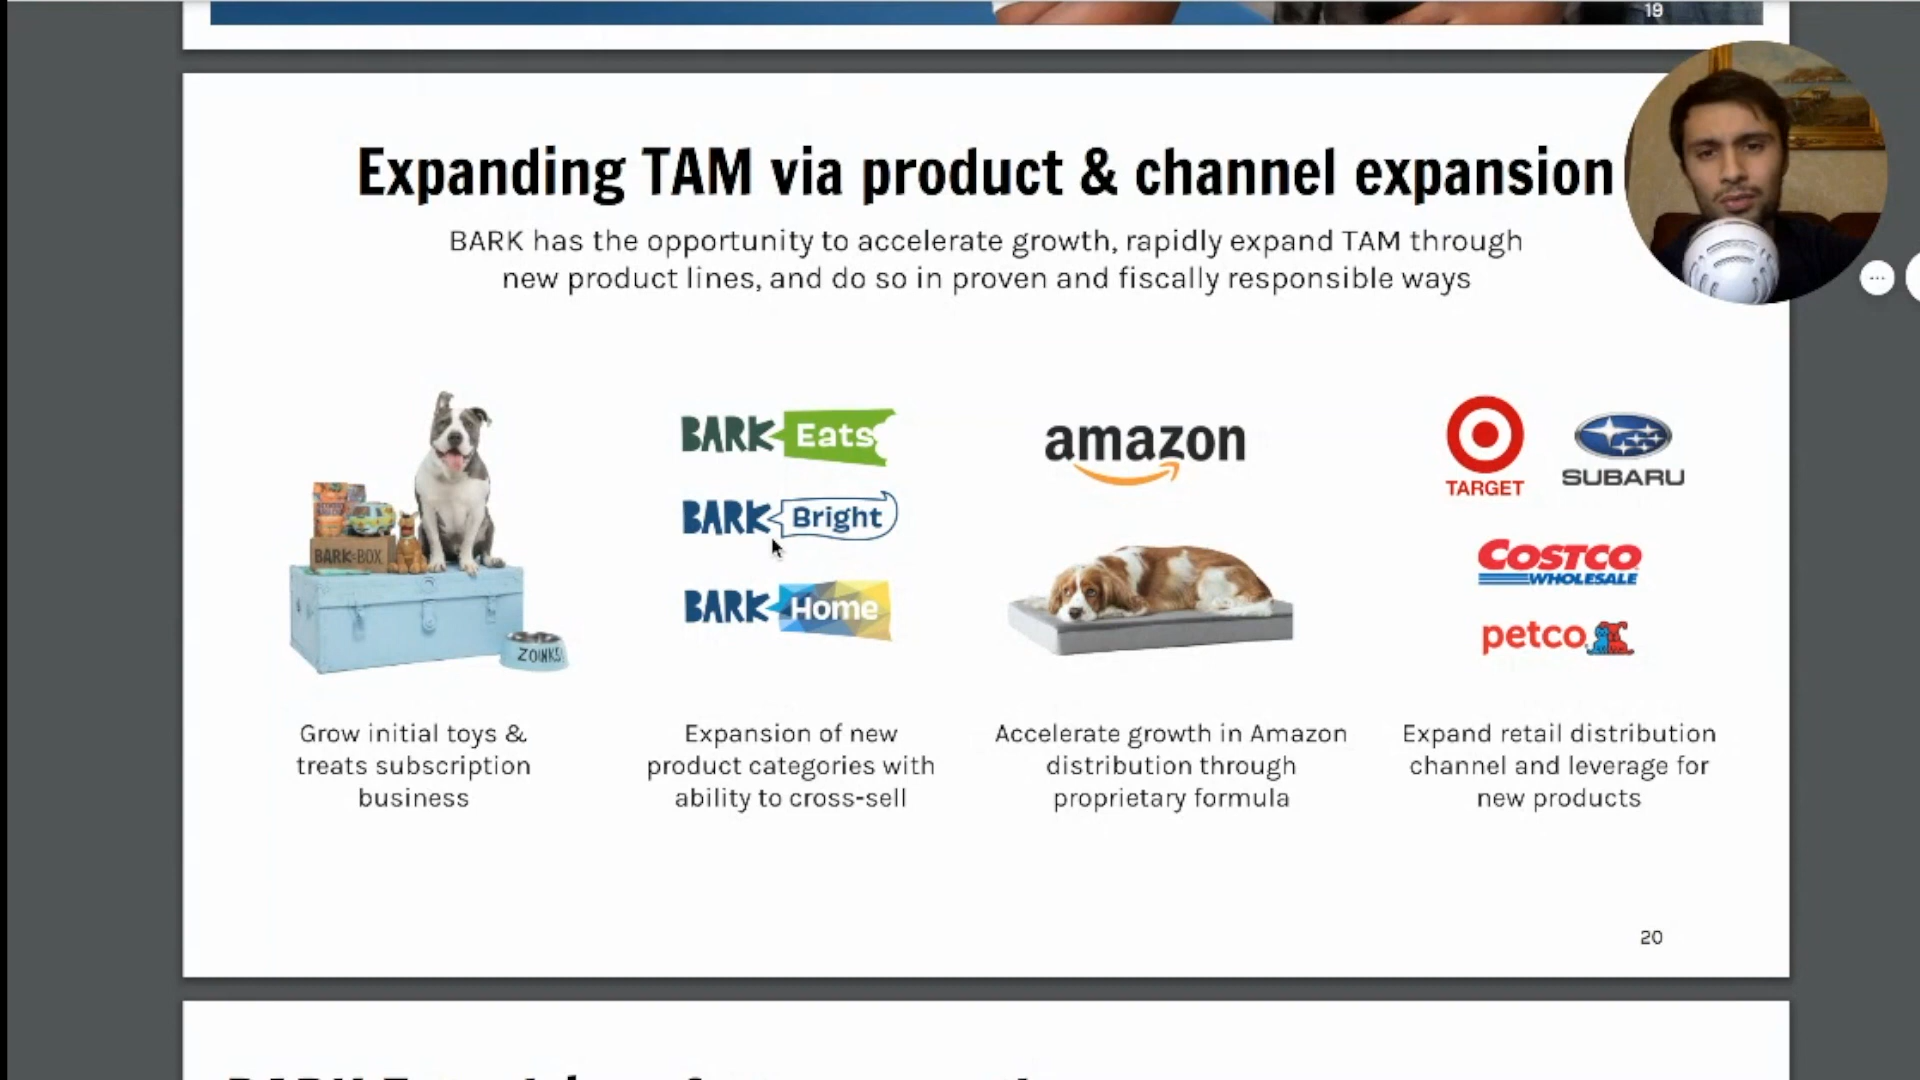 19
Expanding TAM via product & channel expansion
BARK has the opportunity to accelerate growth, rapidly expand TAM through
new product lines, and do so in proven and fiscally responsible ways
BARK-BOX
ZOINKS!
Grow initial toys &
treats subscription
business
BARK Eats
BARK Bright
BARK Home
Expansion of new
product categories with
ability to cross-sell
amazon
Accelerate growth in Amazon
distribution through
proprietary formula
TARGET
SUBARU
COSTCO
WHOLESALE
petco
Expand retail distribution
channel and leverage for
new products
20